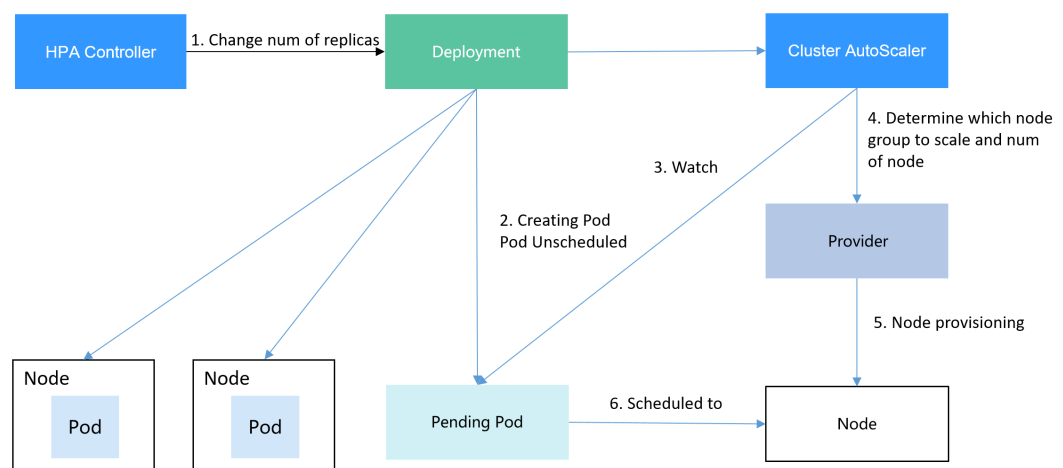 HPA Controller
1. Change num of replicas
Deployment
Cluster AutoScaler
4. Determine which node
group to scale and num
of node
3. Watch
2. Creating Pod
Pod Unscheduled
Provider
5. Node provisioning
Node
Pod
Node
Pod
Pending Pod
6. Scheduled to
Node